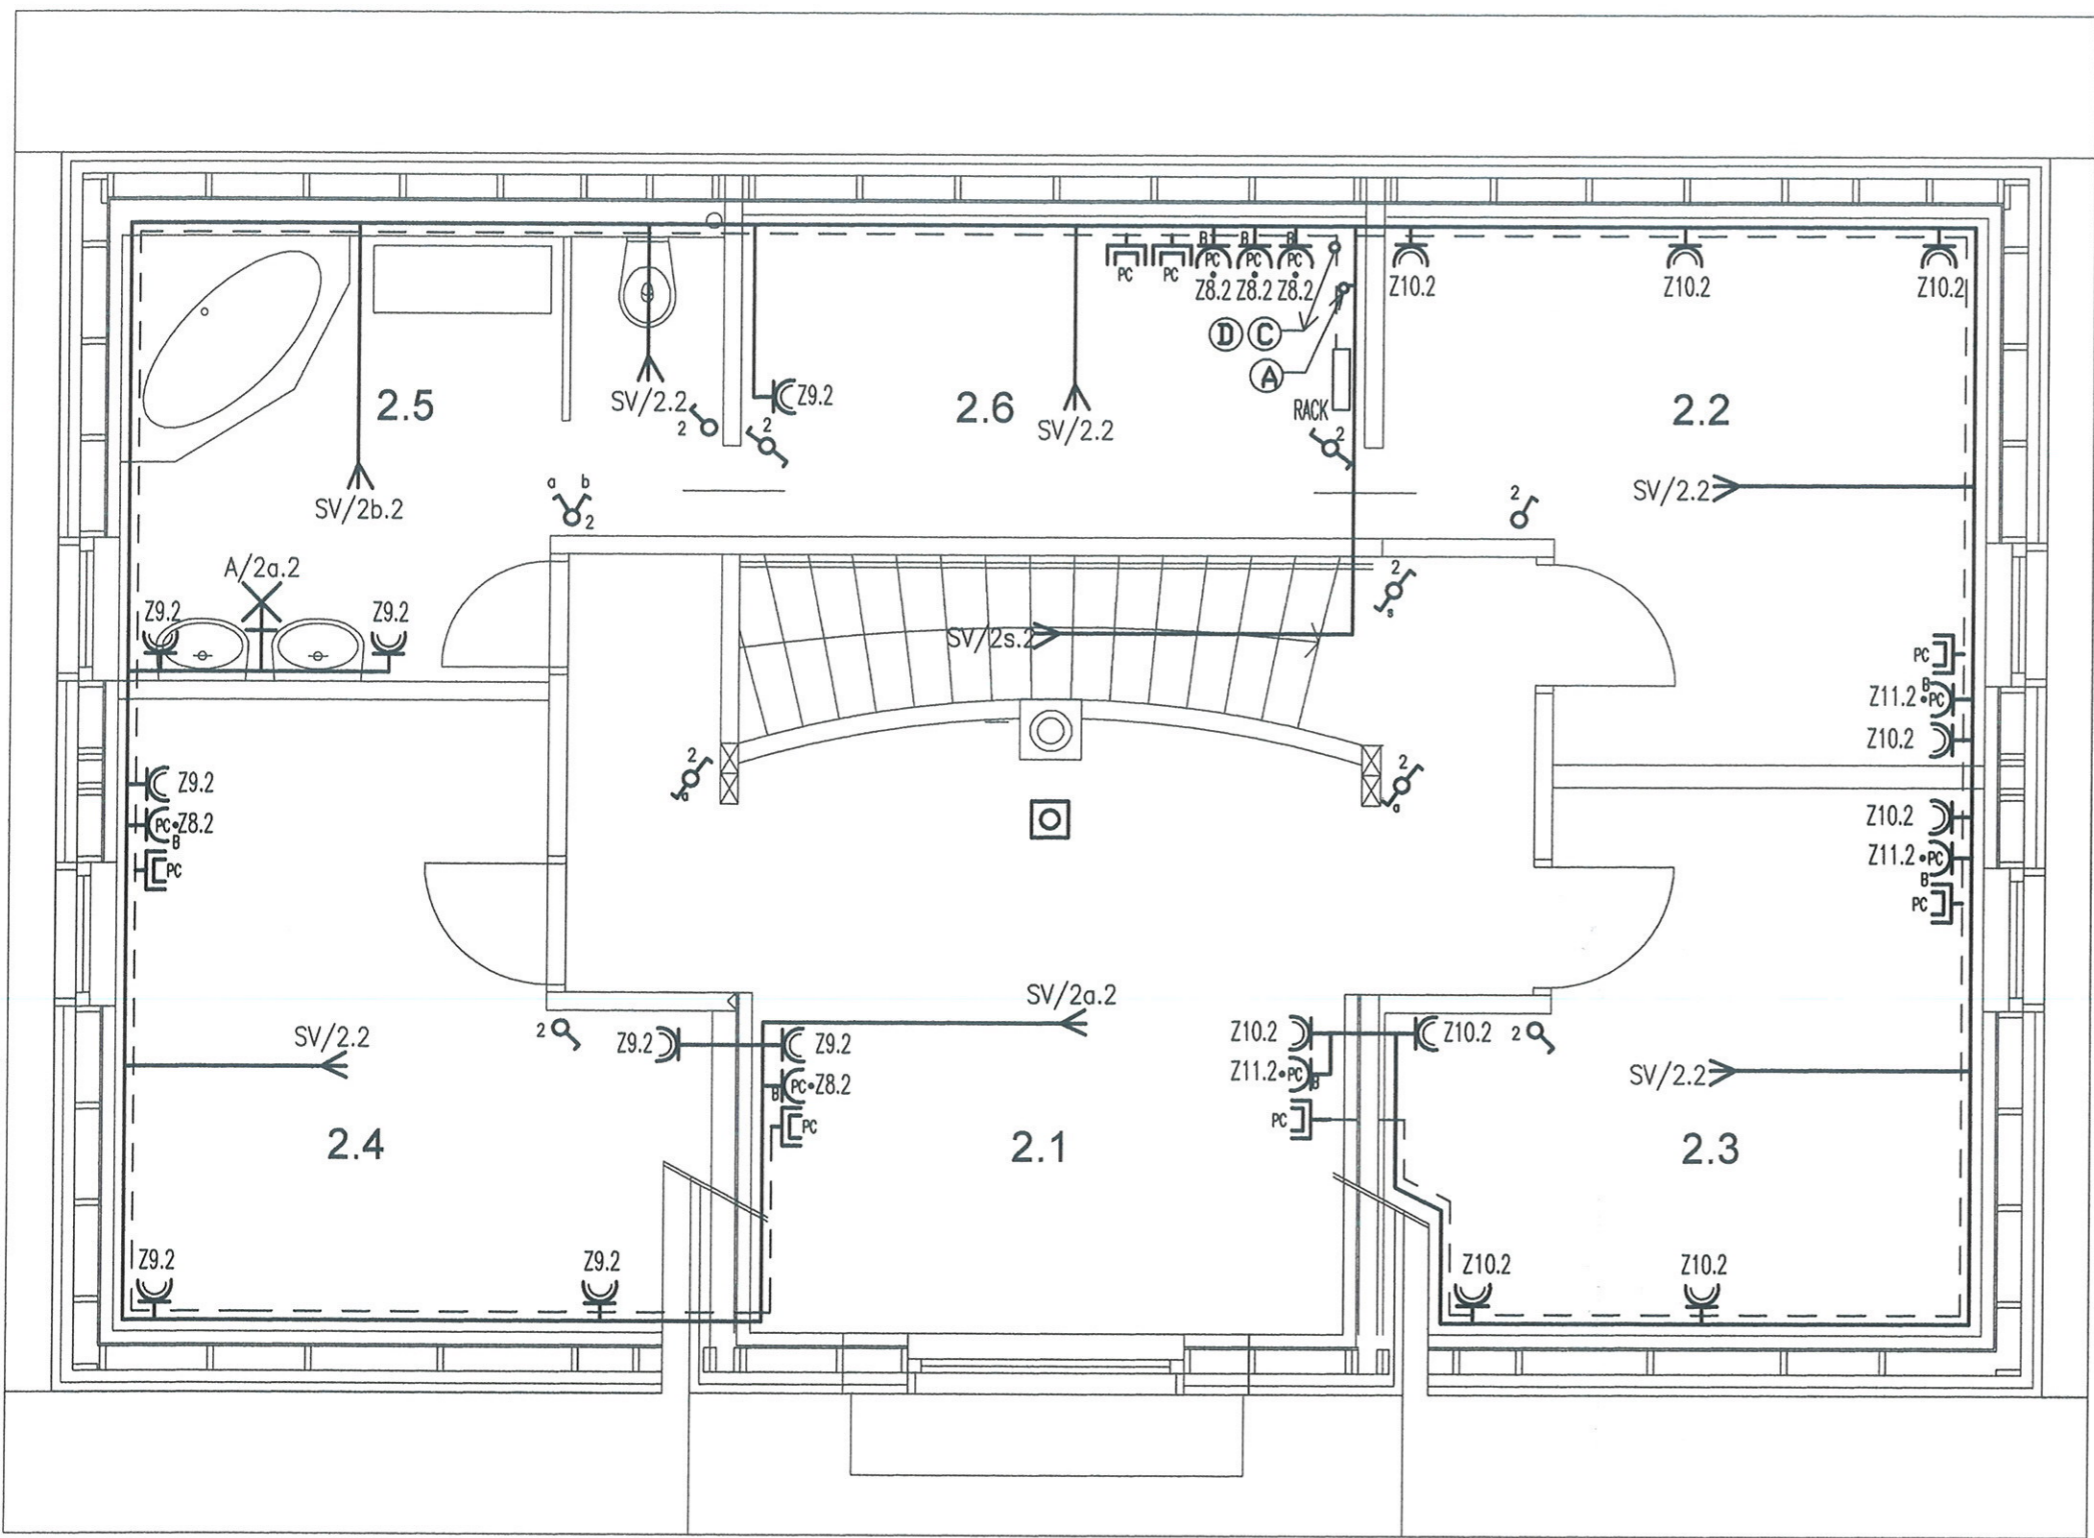 B B B
PC PC PC PC PC
Z8.2 Z8.2 Z8.2
Z10.2 Z10.2 Z10.2
D C
A
RACK
2.5 SV/2.2 Z9.2 2.6 SV/2.2 2.2
2 2 2
a b
2
SV/2b.2
SV/2.2
2
A/2a.2
Z9.2 Z9.2
2
s
SV/2s.2
PC
B
Z11.2 PC
Z10.2
2
a
2
a
Z9.2
PC Z8.2
B
PC
Z10.2
Z11.2 PC
B
PC
SV/2.2
2
Z9.2 Z9.2
SV/2a.2
Z10.2 Z10.2 2
B PC Z8.2
Z11.2 PC B
SV/2.2
PC
PC
2.4 2.1 2.3
Z9.2 Z9.2
Z10.2 Z10.2